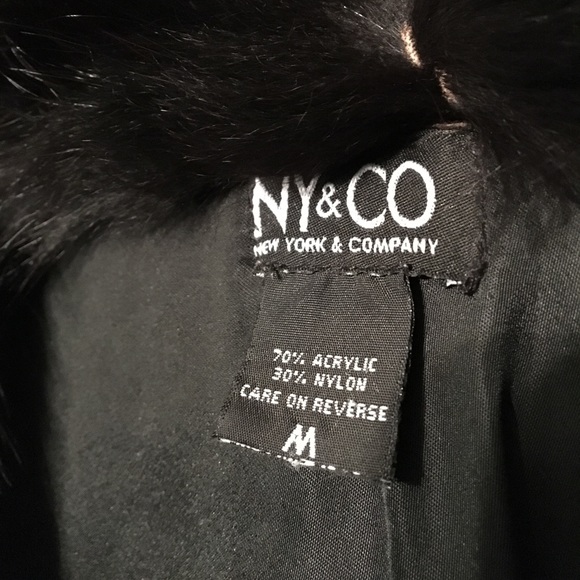 NY&CO
NEW YORK & COMPANY
70% ACRYLIC
30% NYLON
CARE ON REVERSE
M